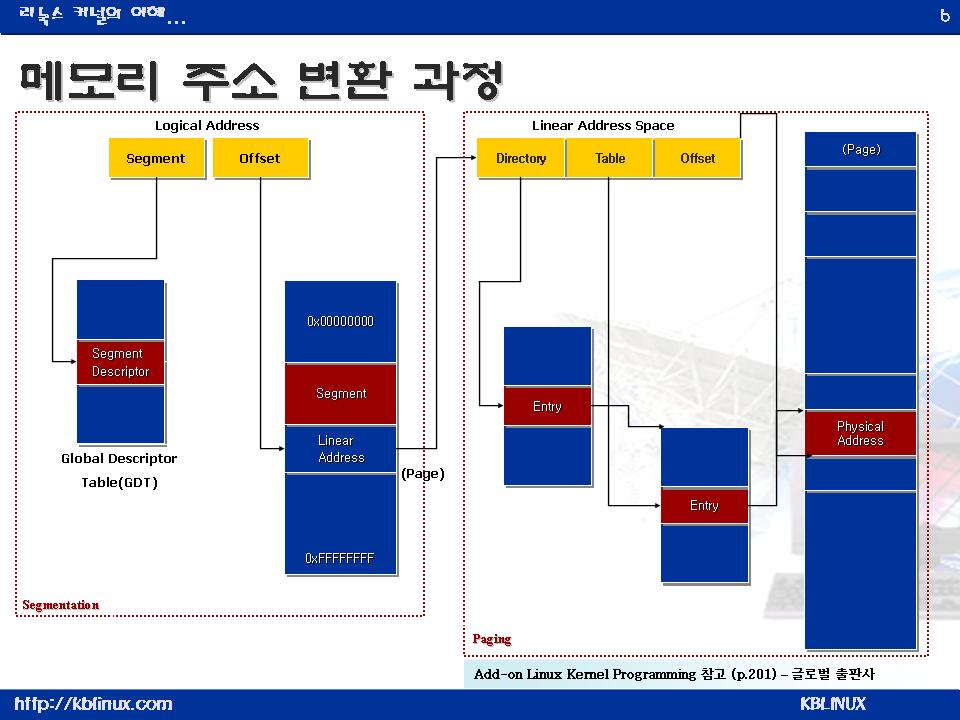 리눅스 커널의 이해...
6
메모리 주소 변환 과정
Logical Address
Segment
Offset
Segment
Descriptor
Global Descriptor
Table(GDT)
0x00000000
Segment
Linear
Address
0xFFFFFFFF
(Page)
Segmentation
Linear Address Space
Directory
Table
Offset
Entry
Entry
(Page)
Physical
Address
Paging
Add-on Linux Kernel Programming 참고 (p.201) – 글로벌 출판사
http://kblinux.com
KBLINUX